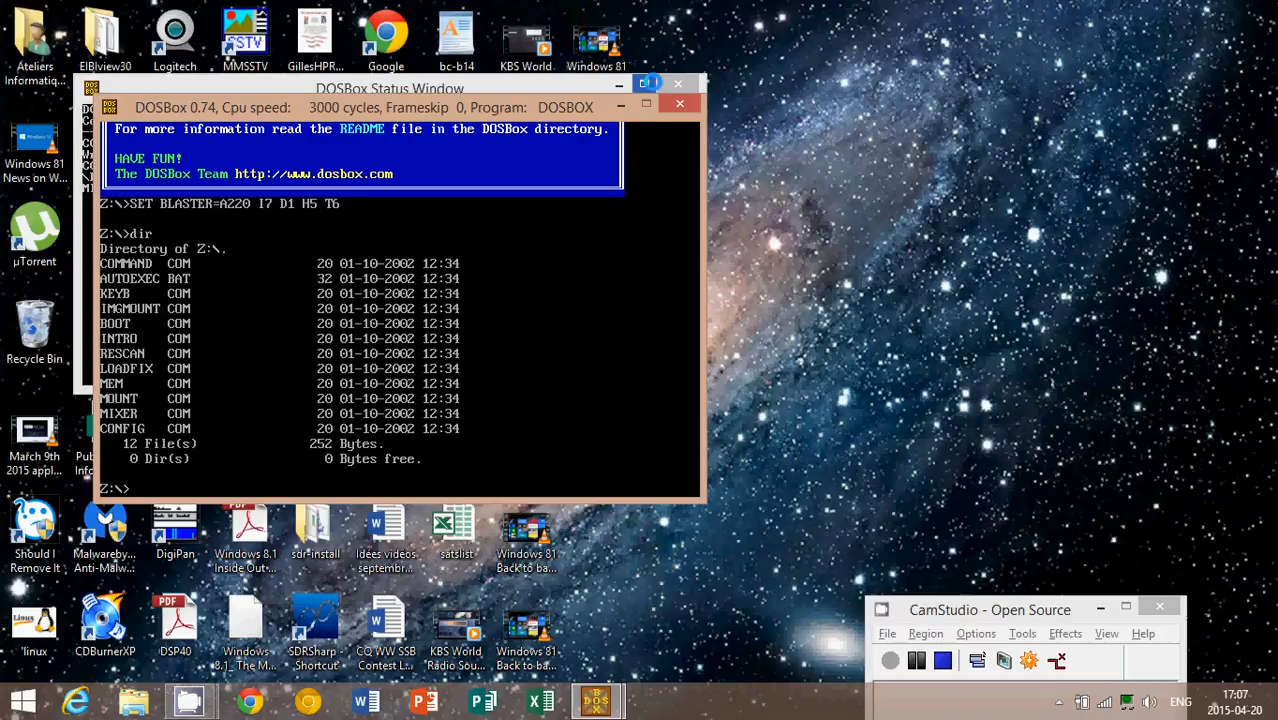 Ateliers
Informatiq...
EIBIview30
Logitech
SSTV
MMSSTV
GillesHPR...
Google
bc-b14
KBS World
Windows 81
DOSBox Status Window
DOSBox 0.74, Cpu speed:    3000 cycles, Frameskip  0, Program:   DOSBOX
For more information read the README file in the DOSBox directory.
HAVE FUN!
The DOSBox Team http://www.dosbox.com
Z:\>SET BLASTER=A220 I7 D1 H5 T6
Z:\>dir
Directory of Z:\.
COMMAND  COM                 20 01-10-2002 12:34
AUTOEXEC BAT                 32 01-10-2002 12:34
KEYB     COM                 20 01-10-2002 12:34
IMGMOUNT COM                 20 01-10-2002 12:34
BOOT     COM                 20 01-10-2002 12:34
INTRO    COM                 20 01-10-2002 12:34
RESCAN   COM                 20 01-10-2002 12:34
LOADFIX  COM                 20 01-10-2002 12:34
MEM      COM                 20 01-10-2002 12:34
MOUNT    COM                 20 01-10-2002 12:34
MIXER    COM                 20 01-10-2002 12:34
CONFIG   COM                 20 01-10-2002 12:34
12 File(s)               252 Bytes.
0 Dir(s)                  0 Bytes free.
Z:\>
Windows 81
News on W...
µTorrent
Recycle Bin
March 9th
2015 appl...
Should I
Remove It
Malwareby...
Anti-Malw...
DigiPan
PDF
Windows 8.1
Inside Out-...
sdr-install
Idées vidéos
septembr...
satslist
Windows 81
Back to ba...
Linux
'linux
CDBurnerXP
PDF
DSP40
Windows
8.1_ The M...
SDRSharp -
Shortcut'
CQ WW SSB
Contest L...
KBS World
Radio Sou...
Windows 81
Back to ba...
CamStudio - Open Source
File Region Options Tools Effects View Help
ENG
17:07
2015-04-20